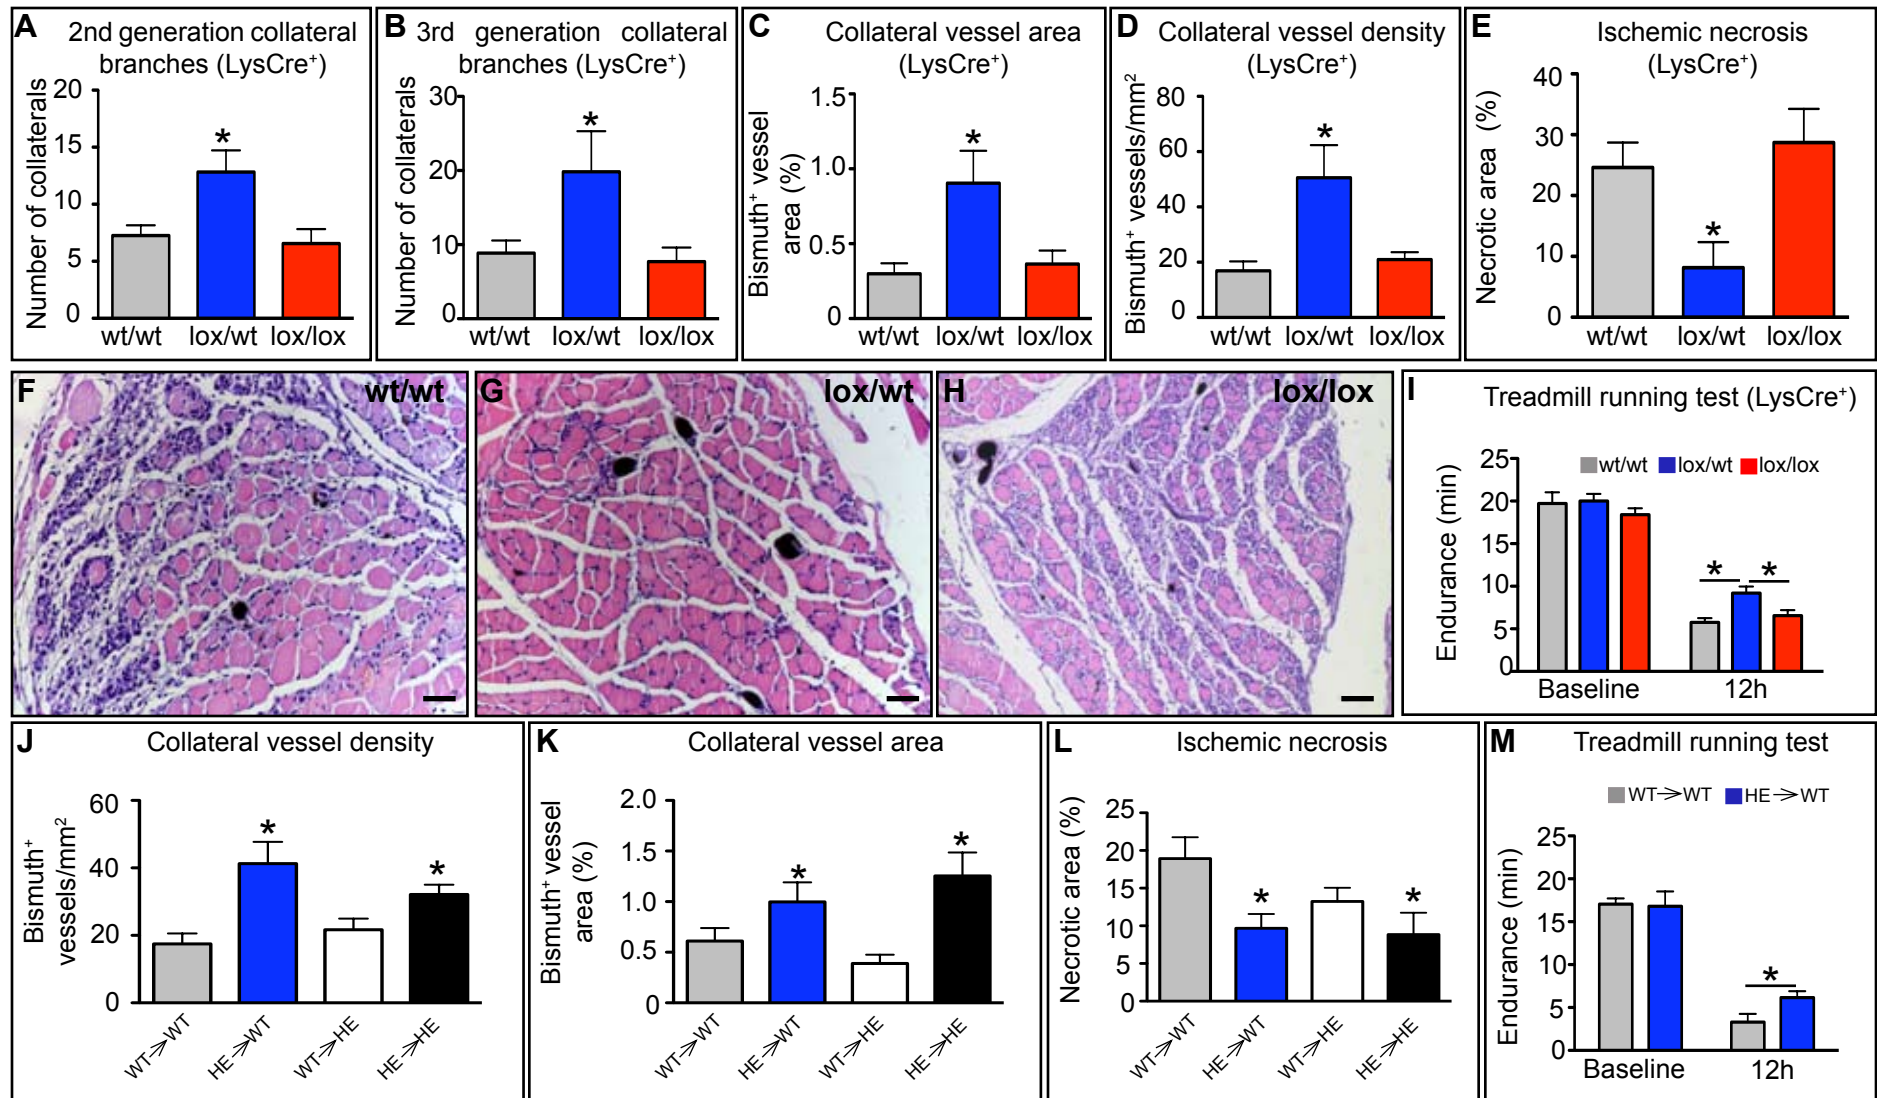 A 2nd generation collateral
branches (LysCre⁺)
Number of collaterals
20
15
10
5
0
wt/wt lox/wt lox/lox
*
B 3rd generation collateral
branches (LysCre⁺)
Number of collaterals
30
20
10
0
wt/wt lox/wt lox/lox
*
C Collateral vessel area
(LysCre⁺)
Bismuth⁺ vessel
area (%)
1.5
1.0
0.5
0
wt/wt lox/wt lox/lox
*
D Collateral vessel density
(LysCre⁺)
Bismuth⁺ vessels/mm²
80
60
40
20
0
wt/wt lox/wt lox/lox
*
E Ischemic necrosis
(LysCre⁺)
Necrotic area (%)
40
30
20
10
0
wt/wt lox/wt lox/lox
*
F wt/wt
G lox/wt
H lox/lox
I Treadmill running test (LysCre⁺)
wt/wt lox/wt lox/lox
Endurance (min)
25
20
15
10
5
0
* *
Baseline 12h
J Collateral vessel density
Bismuth⁺
vessels/mm²
60
40
20
0
* *
WT→WT HE→WT WT→HE HE→HE
K Collateral vessel area
Bismuth⁺ vessel
area (%)
2.0
1.5
1.0
0.5
0
* *
WT→WT HE→WT WT→HE HE→HE
L Ischemic necrosis
Necrotic area (%)
25
20
15
10
5
0
* *
WT→WT HE→WT WT→HE HE→HE
M Treadmill running test
WT→WT HE→WT
Endurance (min)
25
20
15
10
5
0
*
Baseline 12h